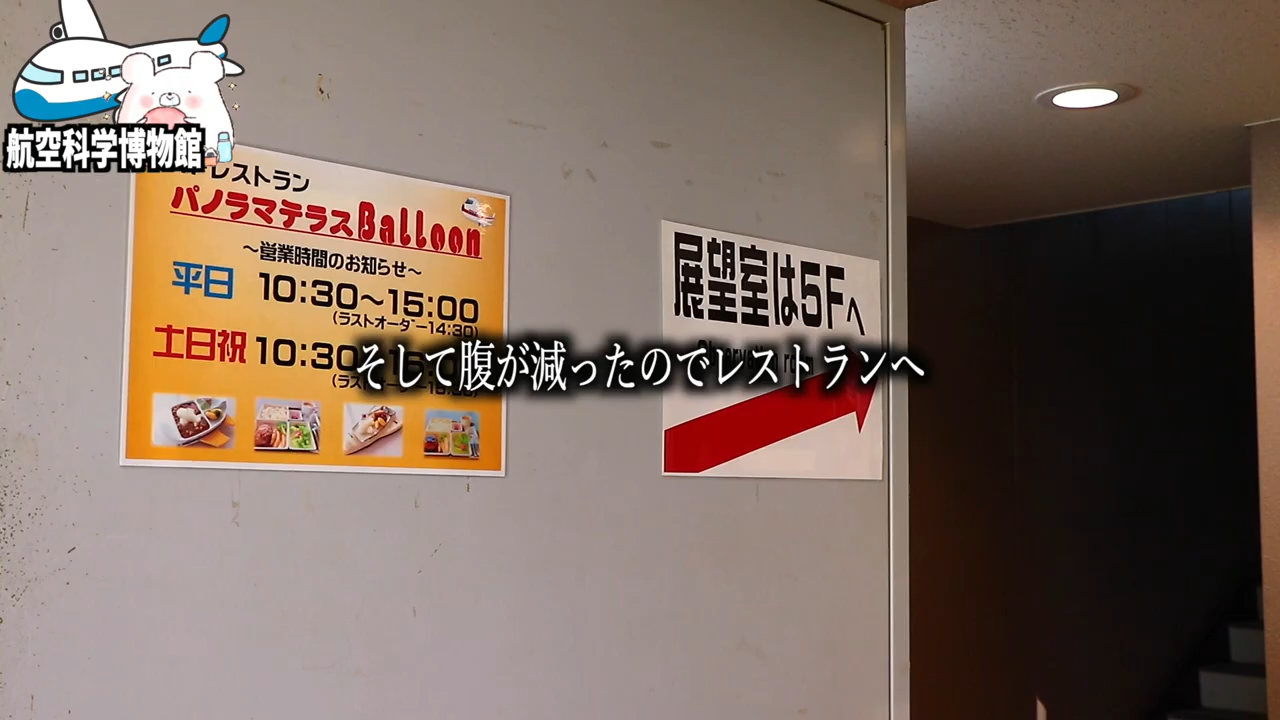 航空科学博物館
レストラン
パノラマテラスBalloon
～営業時間のお知らせ～
平日 10:30～15:00
(ラストオーダー14:30)
土日祝 10:30
展望室は5Fへ
そして腹が減ったのでレストランへ